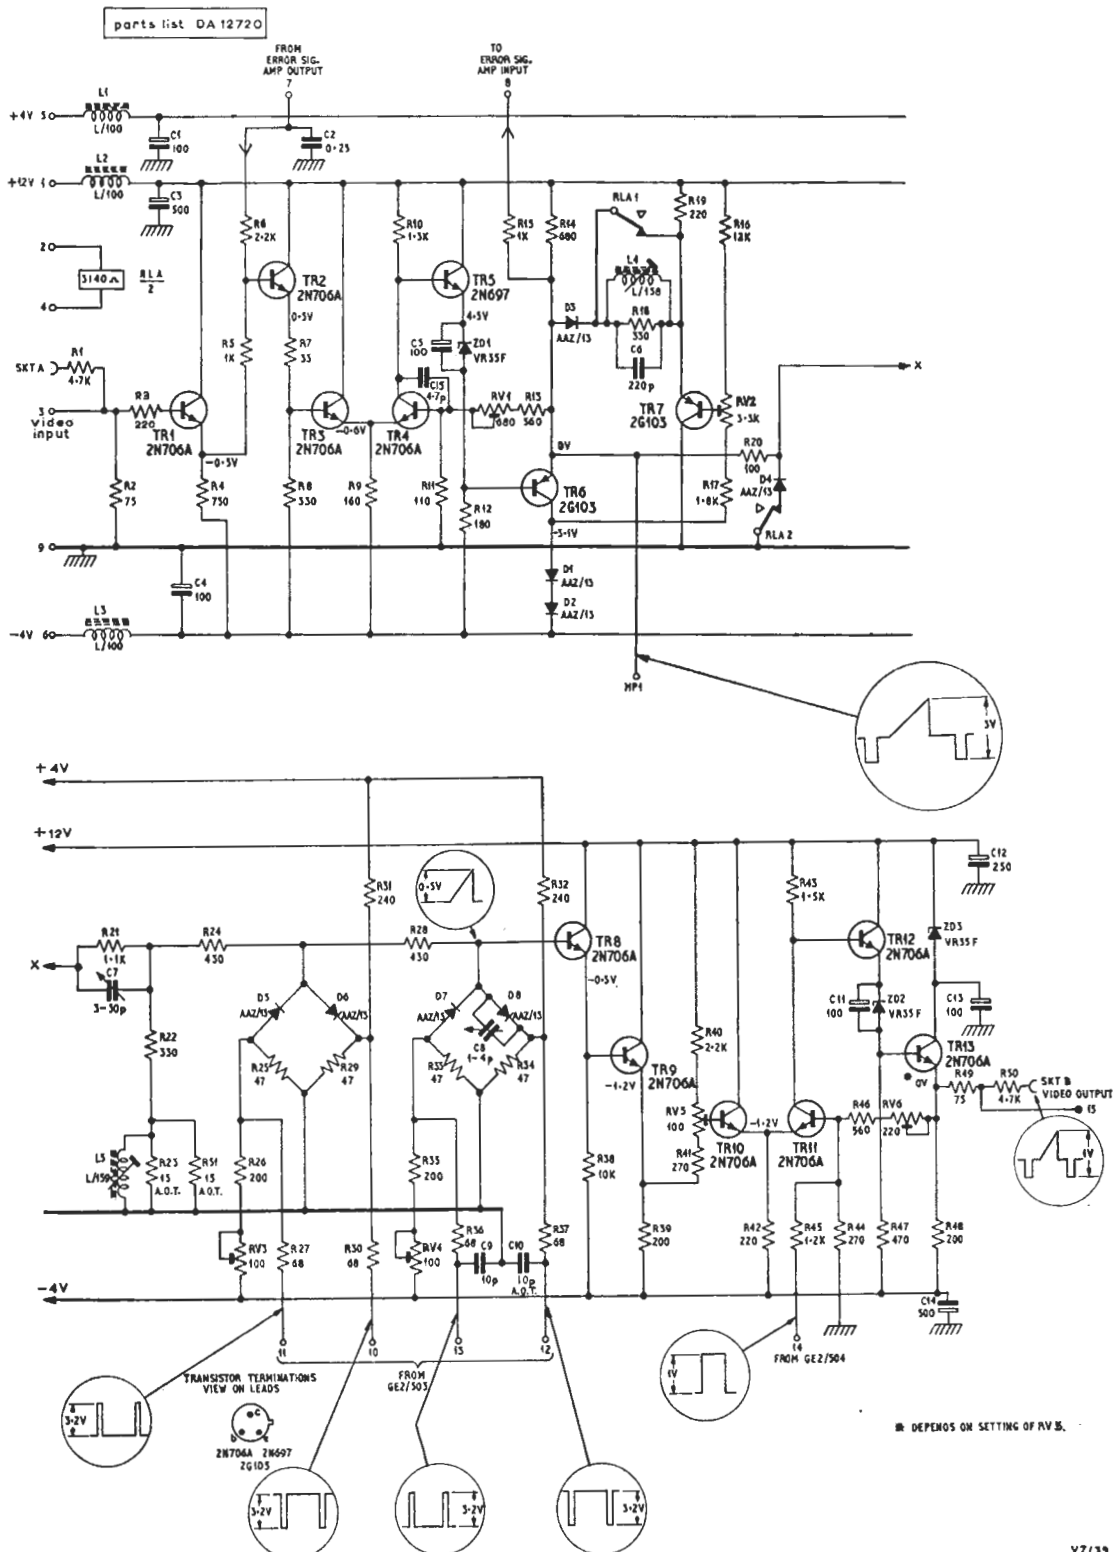 parts list DA 12720
FROM
ERROR SIG.
AMP OUTPUT
7
TO
ERROR SIG.
AMP INPUT
8
+4V 5
L1
L/100
C1
100
C2
0·25
+12V 1
L2
L/100
C3
500
2
3140Ω
RLA
2
4
R6
2·2K
TR2
2N706A
0·5V
R10
1·3K
TR5
2N697
4·5V
R15
1K
R14
680
RLA 1
R19
220
R16
12K
L4
L/158
D3
AAZ/13
R18
330
C6
220p
SKT A
R1
4·7K
R5
1K
R7
33
C5
100
ZD1
VR35F
C15
4·7p
RV1
680
R13
560
TR7
2G103
RV2
3·3K
X
3
video
input
R3
220
TR1
2N706A
-0·3V
TR3
2N706A
-0·6V
TR4
2N706A
0V
R20
100
D4
AAZ/13
R2
75
R4
750
R8
330
R9
160
R11
110
R12
180
TR6
2G103
-3·1V
R17
1·8K
RLA 2
9
C4
100
D1
AAZ/13
D2
AAZ/13
L3
L/100
-4V 6
MP1
3V
+4V
+12V
0·5V
R31
240
R32
240
C12
250
R43
1·5K
TR12
2N706A
ZD3
VR35F
X
R21
1·1K
C7
3-30p
R24
430
R28
430
TR8
2N706A
-0·5V
D5
AAZ/13
D6
AAZ/13
D7
AAZ/13
D8
AAZ/13
C8
1-4p
C11
100
ZD2
VR35F
C13
100
R22
330
R25
47
R29
47
R33
47
R34
47
TR9
2N706A
-1·2V
R40
2·2K
TR13
2N706A
0V
R49
75
R50
4·7K
SKT B
VIDEO OUTPUT
15
RV5
100
TR10
2N706A
-1·2V
TR11
2N706A
R46
560
RV6
220
1V
L5
L/159
R23
15
A.O.T.
R51
15
A.O.T.
R26
200
R35
200
R38
10K
R41
270
RV3
100
R27
68
R30
68
RV4
100
R36
68
C9
10p
C10
10p
A.O.T.
R37
68
R39
200
R42
220
R45
1·2K
R44
270
R47
470
R48
200
-4V
C14
500
11
10
13
12
FROM
GE2/503
14
FROM GE2/504
1V
TRANSISTOR TERMINATIONS
VIEW ON LEADS
c
b
e
2N706A 2N697
2G103
3·2V
3·2V
3·2V
3·2V
DEPENDS ON SETTING OF RV5.